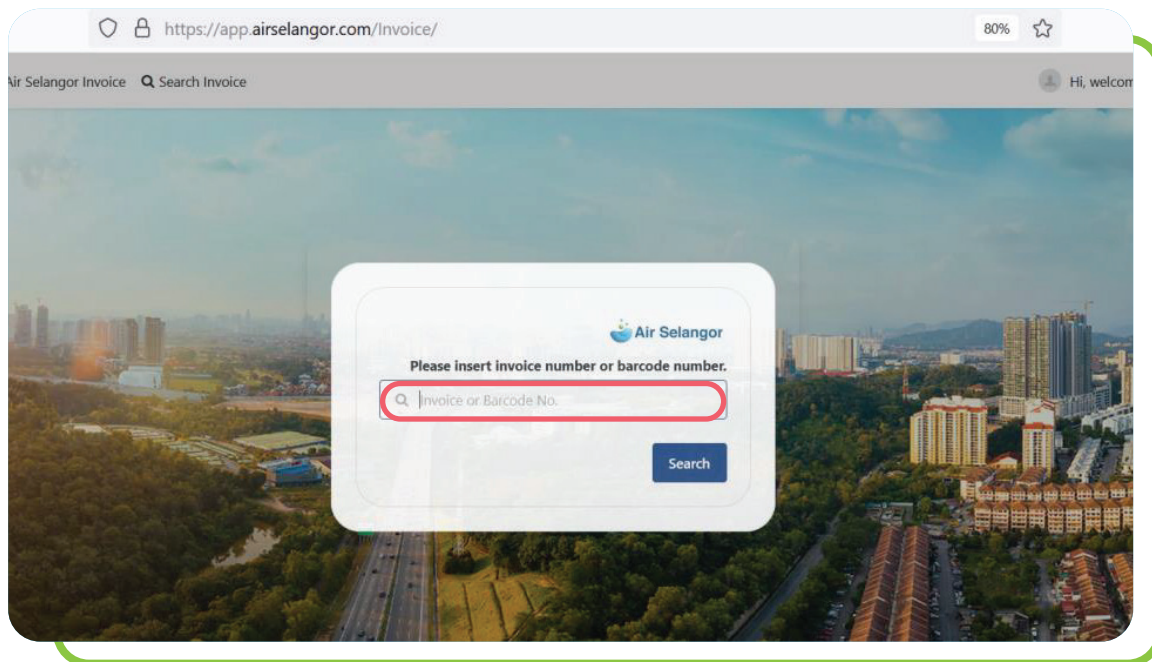 https://app.airselangor.com/Invoice/ 80%
Air Selangor Invoice Search Invoice Hi, welcom
Air Selangor
Please insert invoice number or barcode number.
Invoice or Barcode No.
Search